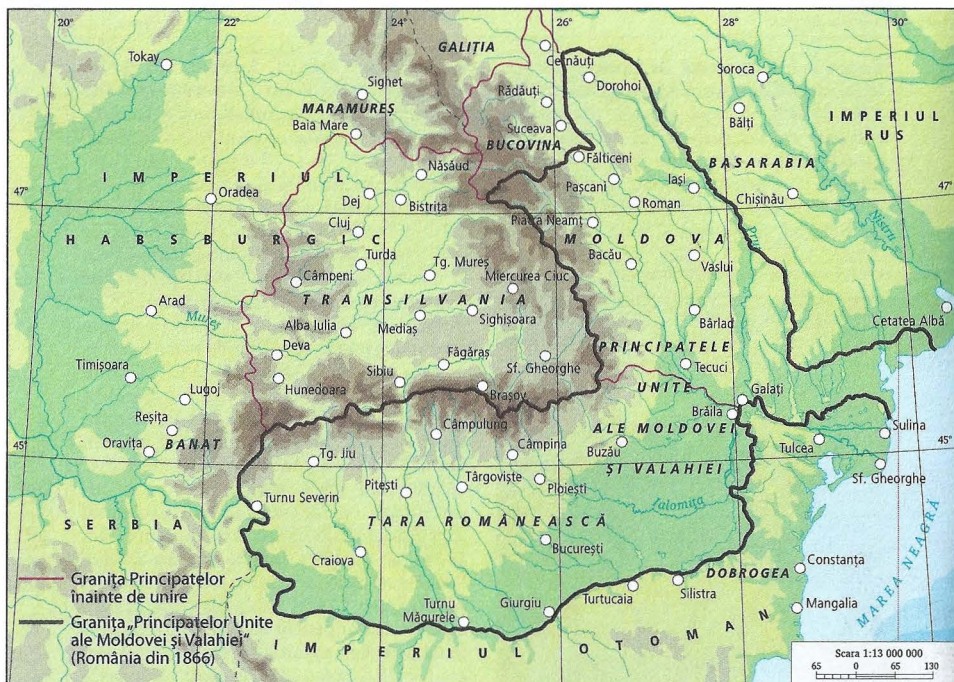 20°
22°
24°
26°
28°
30°
Tokay
GALIȚIA
Cernăuți
Soroca
Dorohoi
Sighet
Rădăuți
MARAMUREȘ
Bălți
IMPERIUL
RUS
Baia Mare
Suceava
BUCOVINA
Fălticeni
BASARABIA
Năsăud
IMPERIUL
Pașcani
Iași
47°
Oradea
Dej
Bistrița
Roman
Chișinău
47°
Nistru
Cluj
Piatra Neamț
HABSBURGIC
MOLDOVA
Prut
Turda
Bacău
Vaslui
Câmpeni
Tg. Mureș
Miercurea Ciuc
TRANSILVANIA
Arad
Mureș
Alba Iulia
Mediaș
Sighișoara
Bârlad
Cetatea Albă
Deva
PRINCIPATELE
Timișoara
Făgăraș
Sf. Gheorghe
Tecuci
Hunedoara
Sibiu
UNITE
Lugoj
Brașov
Galați
Reșița
Brăila
Câmpulung
ALE MOLDOVEI
Sulina
Oravița
BANAT
Câmpina
Buzău
Tulcea
45°
45°
Tg. Jiu
ȘI VALAHIEI
Sf. Gheorghe
Pitești
Târgoviște
Ploiești
Turnu Severin
Ialomița
SERBIA
ȚARA ROMÂNEASCĂ
București
Craiova
DOBROGEA
Constanța
MAREA NEAGRĂ
Granița Principatelor
înainte de unire
Turtucaia
Silistra
Turnu
Măgurele
Giurgiu
Mangalia
Granița „Principatelor Unite
ale Moldovei și Valahiei“
(România din 1866)
IMPERIUL OTOMAN
Scara 1:13 000 000
65 0 65 130